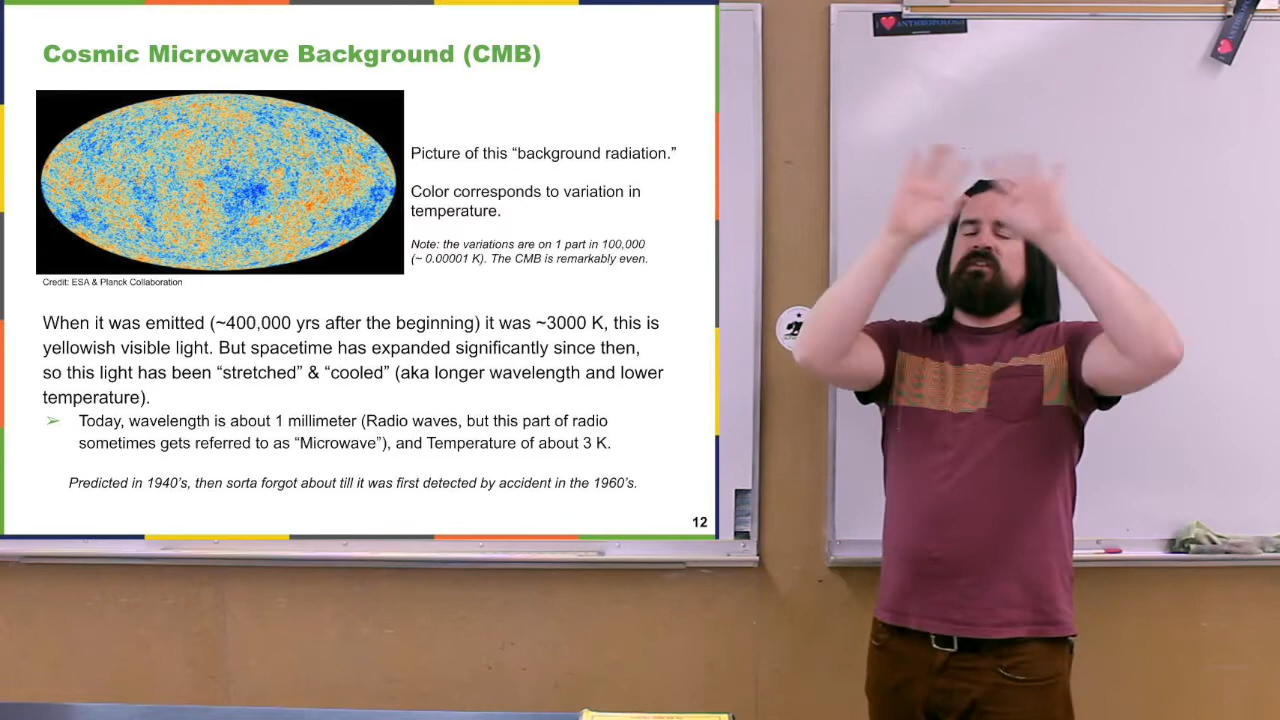 Cosmic Microwave Background (CMB)
Picture of this “background radiation.”
Color corresponds to variation in
temperature.
Note: the variations are on 1 part in 100,000
(~ 0.00001 K). The CMB is remarkably even.
Credit: ESA & Planck Collaboration
When it was emitted (~400,000 yrs after the beginning) it was ~3000 K, this is
yellowish visible light. But spacetime has expanded significantly since then,
so this light has been “stretched” & “cooled” (aka longer wavelength and lower
temperature).
➢ Today, wavelength is about 1 millimeter (Radio waves, but this part of radio
sometimes gets referred to as “Microwave”), and Temperature of about 3 K.
Predicted in 1940’s, then sorta forgot about till it was first detected by accident in the 1960’s.
12
I ❤ ANTHROPOLOGY